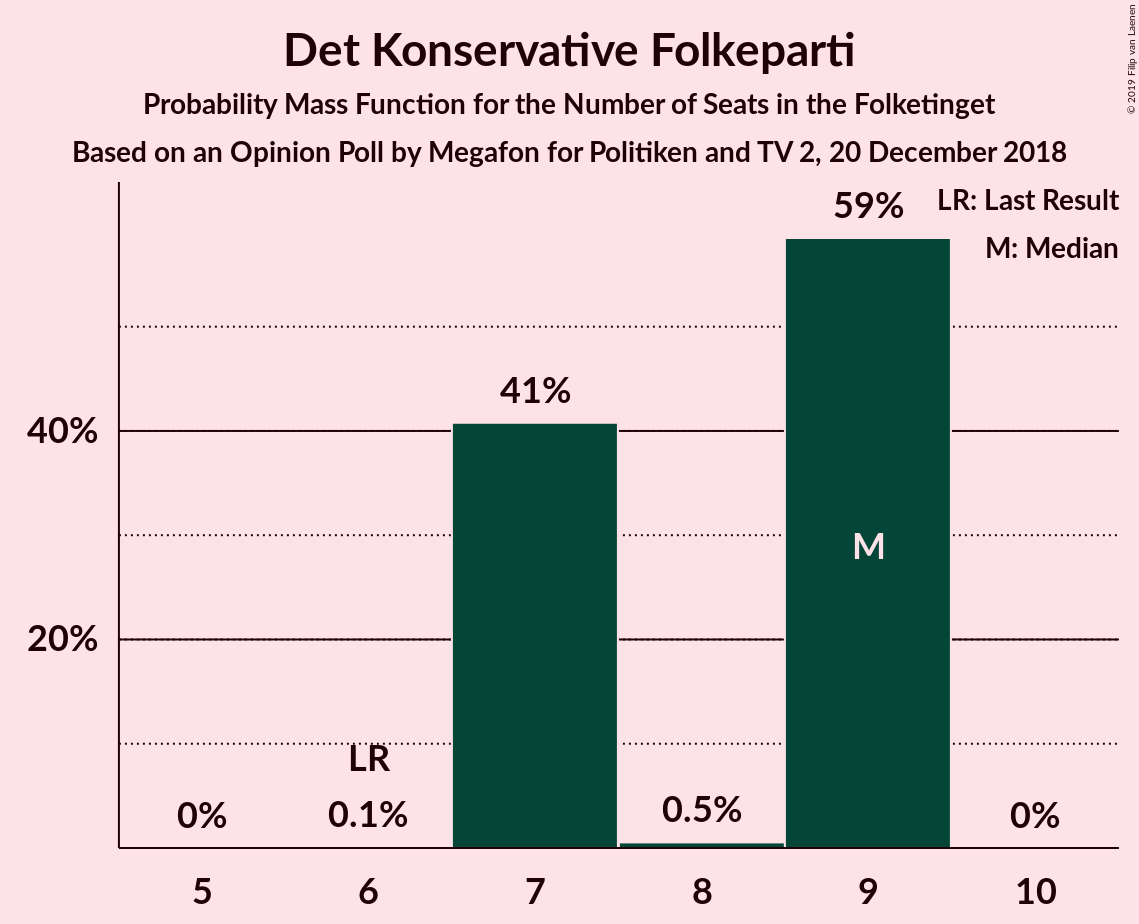 Det Konservative Folkeparti
Probability Mass Function for the Number of Seats in the Folketinget
Based on an Opinion Poll by Megafon for Politiken and TV 2, 20 December 2018
© 2019 Filip van Laenen
LR: Last Result
M: Median
59%
41%
40%
M
20%
LR
0%
0.1%
0.5%
0%
5
6
7
8
9
10